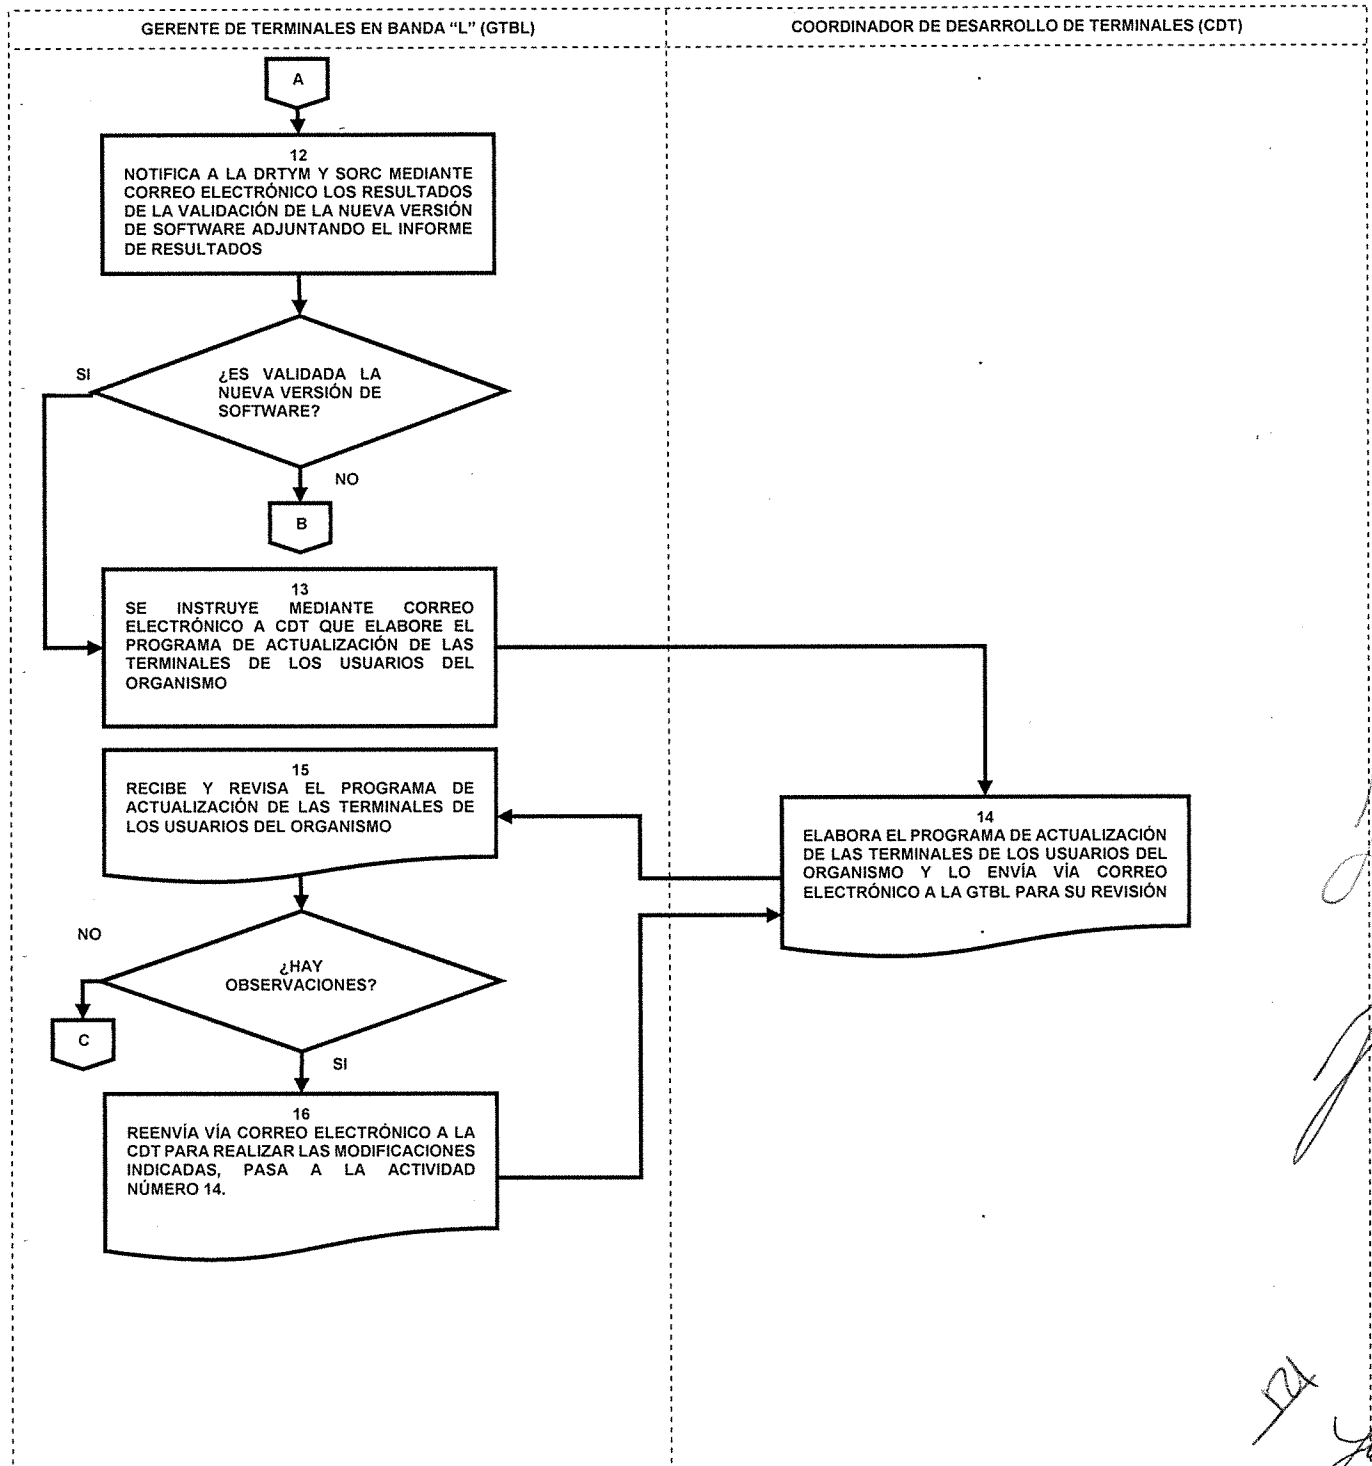 GERENTE DE TERMINALES EN BANDA "L" (GTBL)
COORDINADOR DE DESARROLLO DE TERMINALES (CDT)
A
12
NOTIFICA A LA DRTYM Y SORC MEDIANTE
CORREO ELECTRÓNICO LOS RESULTADOS
DE LA VALIDACIÓN DE LA NUEVA VERSIÓN
DE SOFTWARE ADJUNTANDO EL INFORME
DE RESULTADOS
SI
¿ES VALIDADA LA
NUEVA VERSIÓN DE
SOFTWARE?
NO
B
13
SE INSTRUYE MEDIANTE CORREO
ELECTRÓNICO A CDT QUE ELABORE EL
PROGRAMA DE ACTUALIZACIÓN DE LAS
TERMINALES DE LOS USUARIOS DEL
ORGANISMO
14
ELABORA EL PROGRAMA DE ACTUALIZACIÓN
DE LAS TERMINALES DE LOS USUARIOS DEL
ORGANISMO Y LO ENVÍA VÍA CORREO
ELECTRÓNICO A LA GTBL PARA SU REVISIÓN
15
RECIBE Y REVISA EL PROGRAMA DE
ACTUALIZACIÓN DE LAS TERMINALES DE
LOS USUARIOS DEL ORGANISMO
NO
¿HAY
OBSERVACIONES?
C
SI
16
REENVÍA VÍA CORREO ELECTRÓNICO A LA
CDT PARA REALIZAR LAS MODIFICACIONES
INDICADAS, PASA A LA ACTIVIDAD
NÚMERO 14.